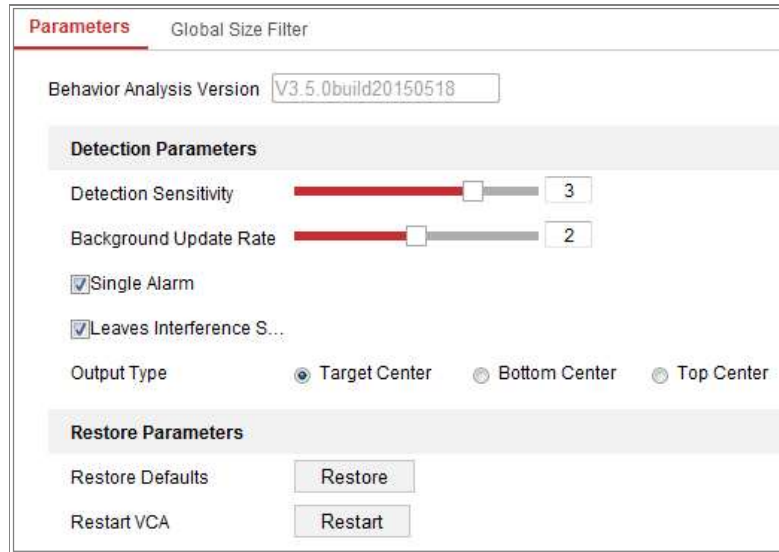 Parameters Global Size Filter
Behavior Analysis Version V3.5.0build20150518
Detection Parameters
Detection Sensitivity 3
Background Update Rate 2
Single Alarm
Leaves Interference S...
Output Type Target Center Bottom Center Top Center
Restore Parameters
Restore Defaults Restore
Restart VCA Restart